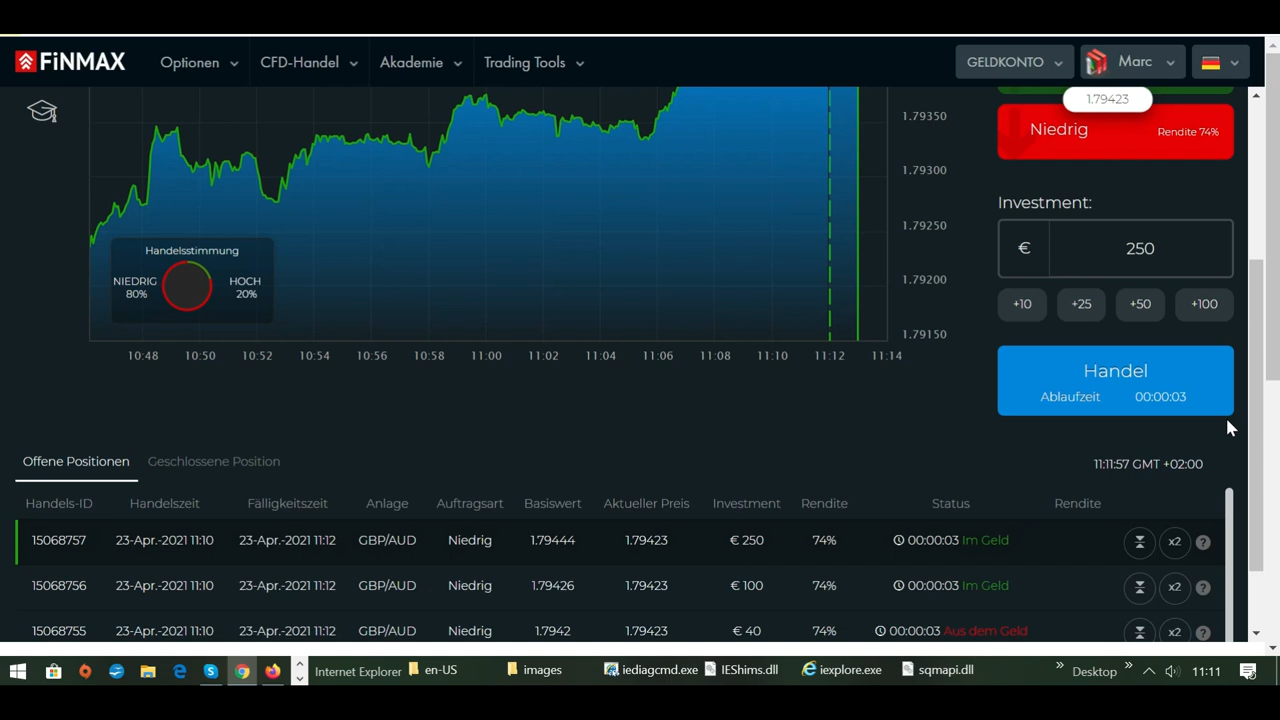 FiNMAX Optionen CFD-Handel Akademie Trading Tools GELDKONTO Marc
1.79423
1.79350
1.79300
1.79250
1.79200
1.79150
Handelsstimmung
NIEDRIG
80%
HOCH
20%
10:48 10:50 10:52 10:54 10:56 10:58 11:00 11:02 11:04 11:06 11:08 11:10 11:12 11:14
Niedrig Rendite 74%
Investment:
€ 250
+10 +25 +50 +100
Handel
Ablaufzeit 00:00:03
Offene Positionen Geschlossene Position 11:11:57 GMT +02:00
Handels-ID Handelszeit Fälligkeitszeit Anlage Auftragsart Basiswert Aktueller Preis Investment Rendite Status Rendite
15068757 23-Apr.-2021 11:10 23-Apr.-2021 11:12 GBP/AUD Niedrig 1.79444 1.79423 € 250 74% 00:00:03 Im Geld x2 ?
15068756 23-Apr.-2021 11:10 23-Apr.-2021 11:12 GBP/AUD Niedrig 1.79426 1.79423 € 100 74% 00:00:03 Im Geld x2 ?
15068755 23-Apr.-2021 11:10 23-Apr.-2021 11:12 GBP/AUD Niedrig 1.7942 1.79423 € 40 74% 00:00:03 Aus dem Geld x2 ?
Internet Explorer en-US images iediagcmd.exe IEShims.dll iexplore.exe sqmapi.dll » Desktop » 11:11